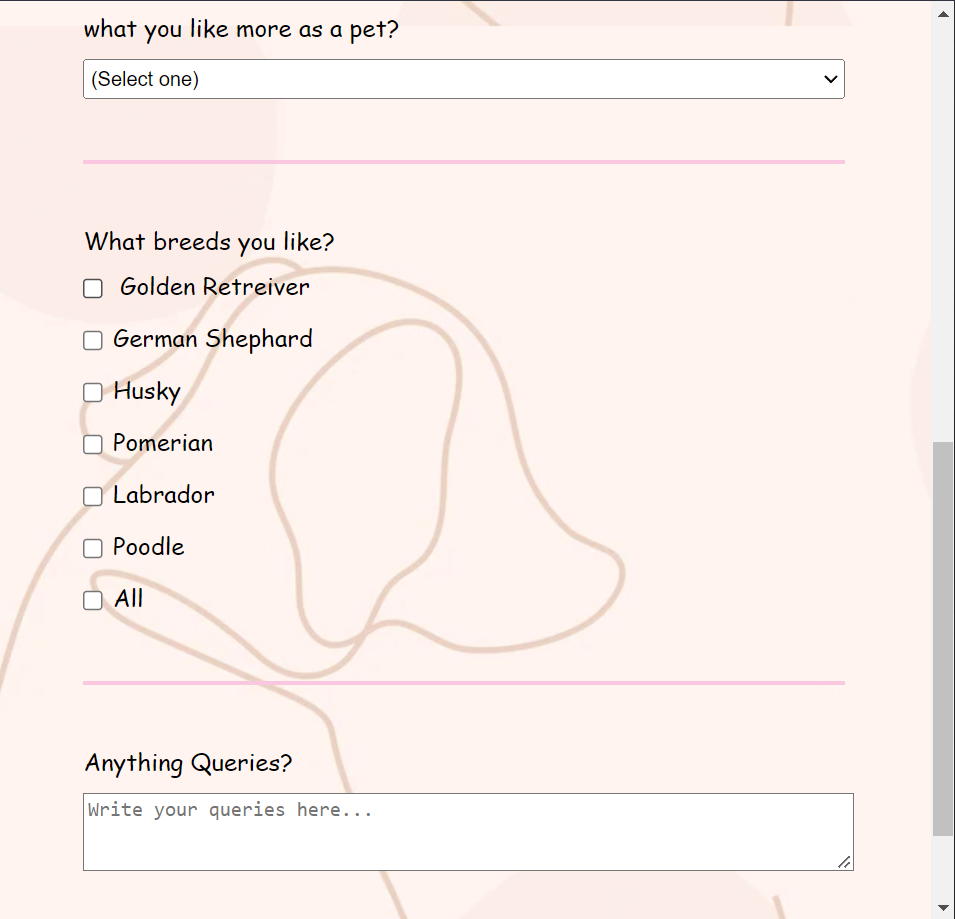 what you like more as a pet?
(Select one)
What breeds you like?
Golden Retreiver
German Shephard
Husky
Pomerian
Labrador
Poodle
All
Anything Queries?
Write your queries here...